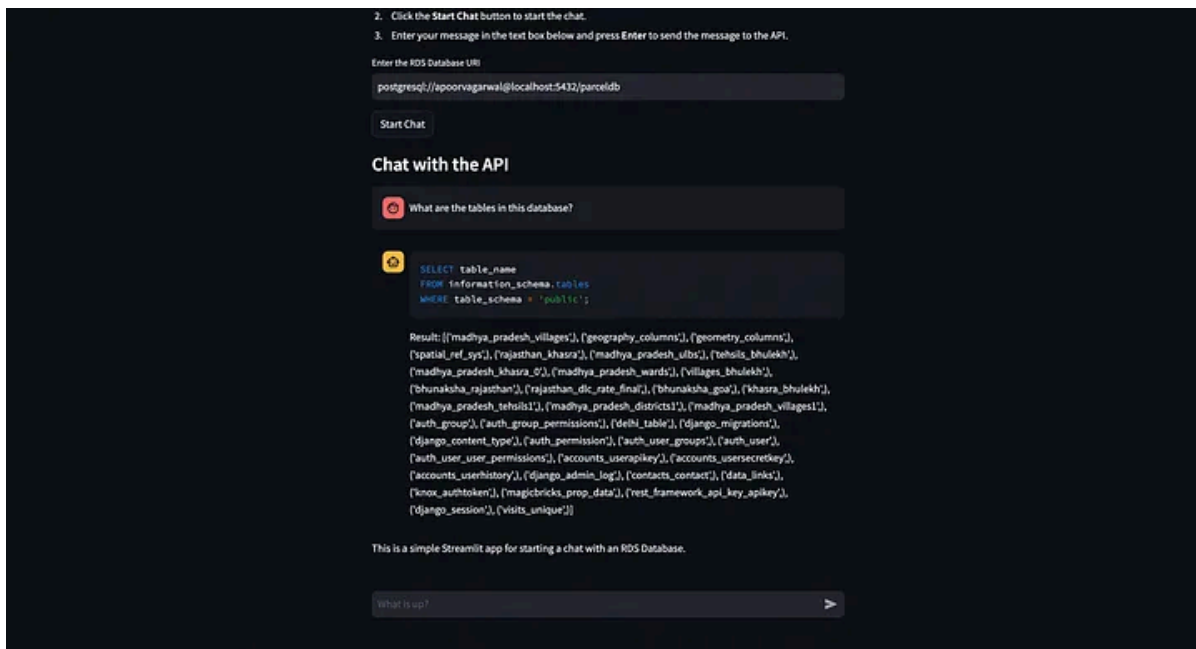 2. Click the Start Chat button to start the chat.
3. Enter your message in the text box below and press Enter to send the message to the API.
Enter the RDS Database URI
postgresql://apoorvagarwal@localhost:5432/parceldb
Start Chat
Chat with the API
What are the tables in this database?
SELECT table_name
FROM information_schema.tables
WHERE table_schema = 'public';
Result: [('madhya_pradesh_villages',), ('geography_columns',), ('geometry_columns',),
('spatial_ref_sys',), ('rajasthan_khasra',), ('madhya_pradesh_ulbs',), ('tehsils_bhulekh',),
('madhya_pradesh_khasra_0',), ('madhya_pradesh_wards',), ('villages_bhulekh',),
('bhunaksha_rajasthan',), ('rajasthan_dlc_rate_final',), ('bhunaksha_goa',), ('khasra_bhulekh',),
('madhya_pradesh_tehsils1',), ('madhya_pradesh_districts1',), ('madhya_pradesh_villages1',),
('auth_group',), ('auth_group_permissions',), ('delhi_table',), ('django_migrations',),
('django_content_type',), ('auth_permission',), ('auth_user_groups',), ('auth_user',),
('auth_user_user_permissions',), ('accounts_userapikey',), ('accounts_usersecretkey',),
('accounts_userhistory',), ('django_admin_log',), ('contacts_contact',), ('data_links',),
('knox_authtoken',), ('magicbricks_prop_data',), ('rest_framework_api_key_apikey',),
('django_session',), ('visits_unique',)]
This is a simple Streamlit app for starting a chat with an RDS Database.
What is up?